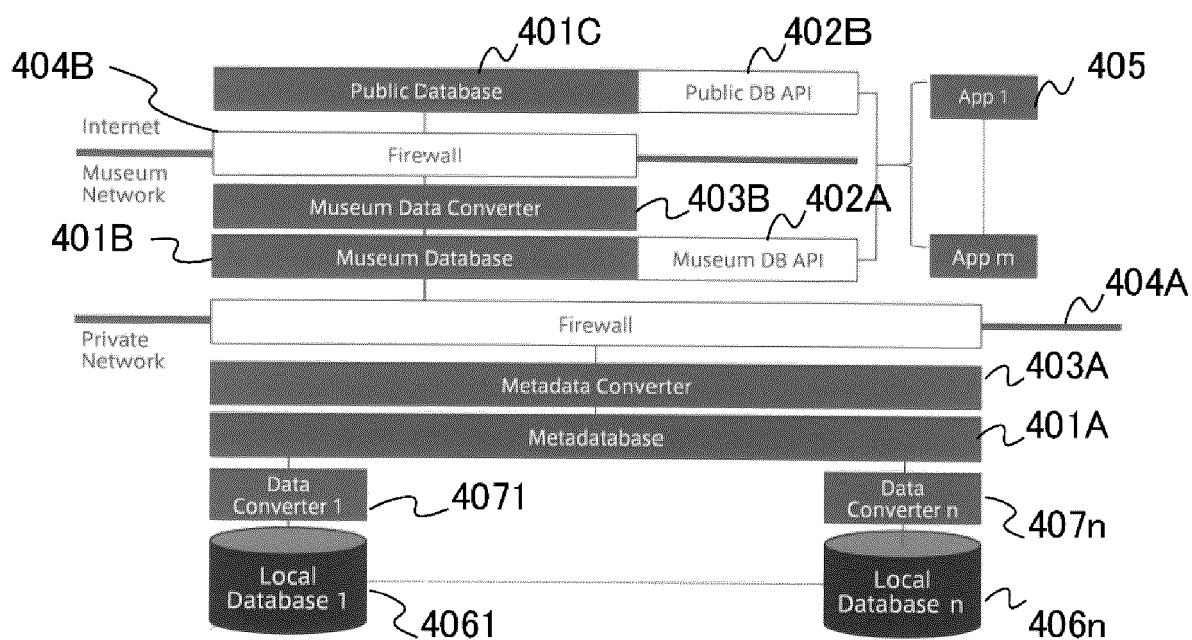 401C
402B
404B
405
Public Database
Public DB API
App 1
Internet
Firewall
Museum
Network
Museum Data Converter
403B
402A
401B
Museum Database
Museum DB API
App m
404A
Firewall
Private
Network
403A
Metadata Converter
Metadatabase
401A
Data
Converter 1
4071
Data
Converter n
407n
Local
Database 1
4061
Local
Database n
406n